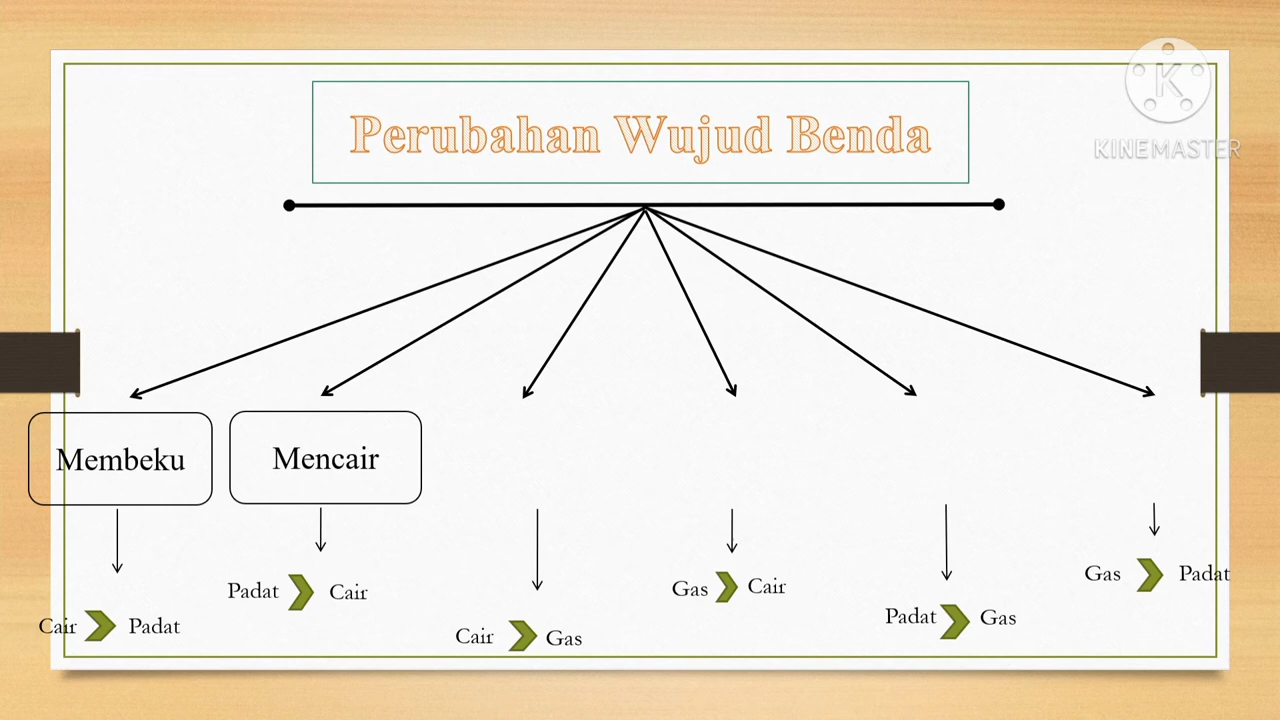 Perubahan Wujud Benda
K
KINEMASTER
Membeku
Mencair
Cair Padat
Padat Cair
Cair Gas
Gas Cair
Padat Gas
Gas Padat